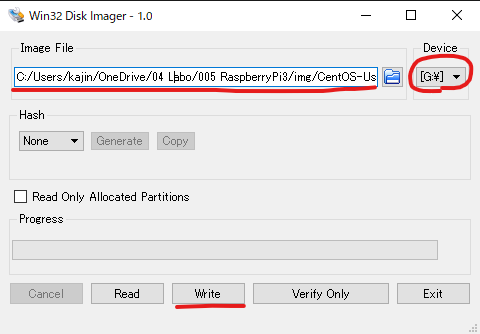 Win32 Disk Imager - 1.0
Image File
Device
C:/Users/kajin/OneDrive/04 Labo/005 RaspberryPi3/img/CentOS-Us
[G:¥]
Hash
None
Generate
Copy
Read Only Allocated Partitions
Progress
Cancel
Read
Write
Verify Only
Exit